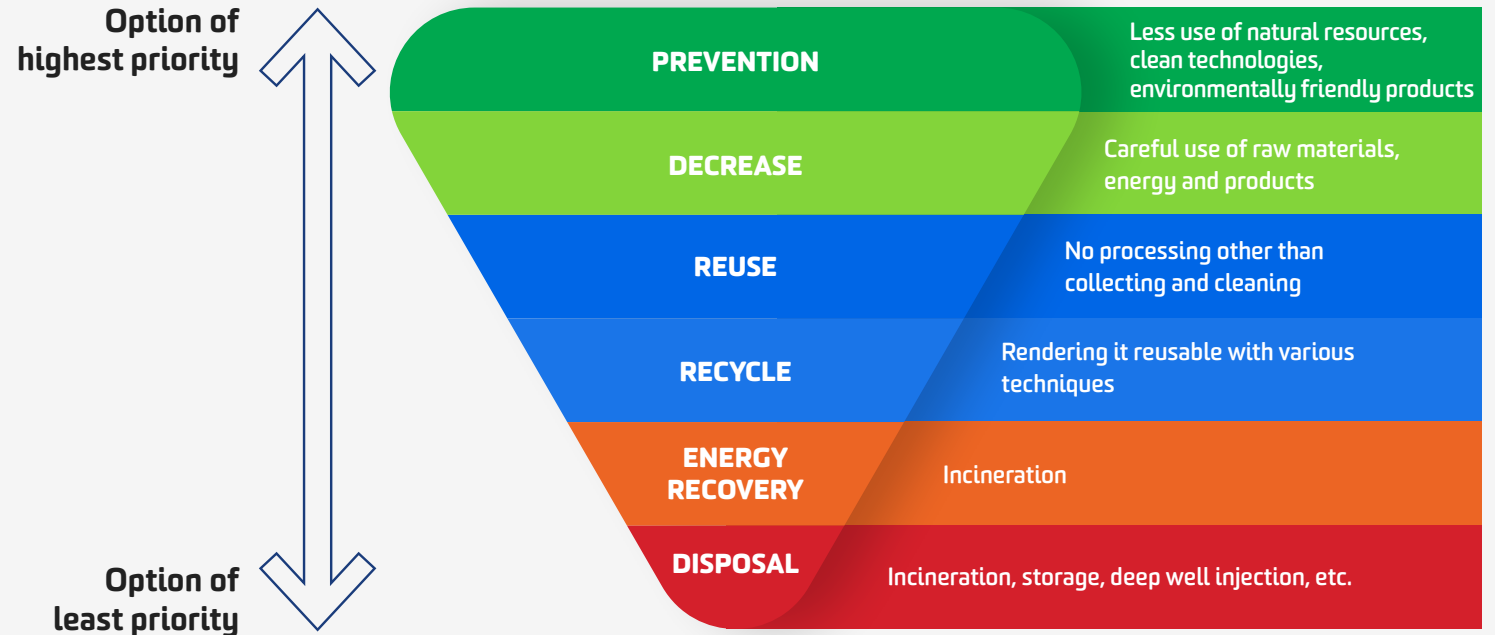 Option of
highest priority
PREVENTION
Less use of natural resources,
clean technologies,
environmentally friendly products
DECREASE
Careful use of raw materials,
energy and products
REUSE
No processing other than
collecting and cleaning
RECYCLE
Rendering it reusable with various
techniques
ENERGY
RECOVERY
Incineration
DISPOSAL
Incineration, storage, deep well injection, etc.
Option of
least priority